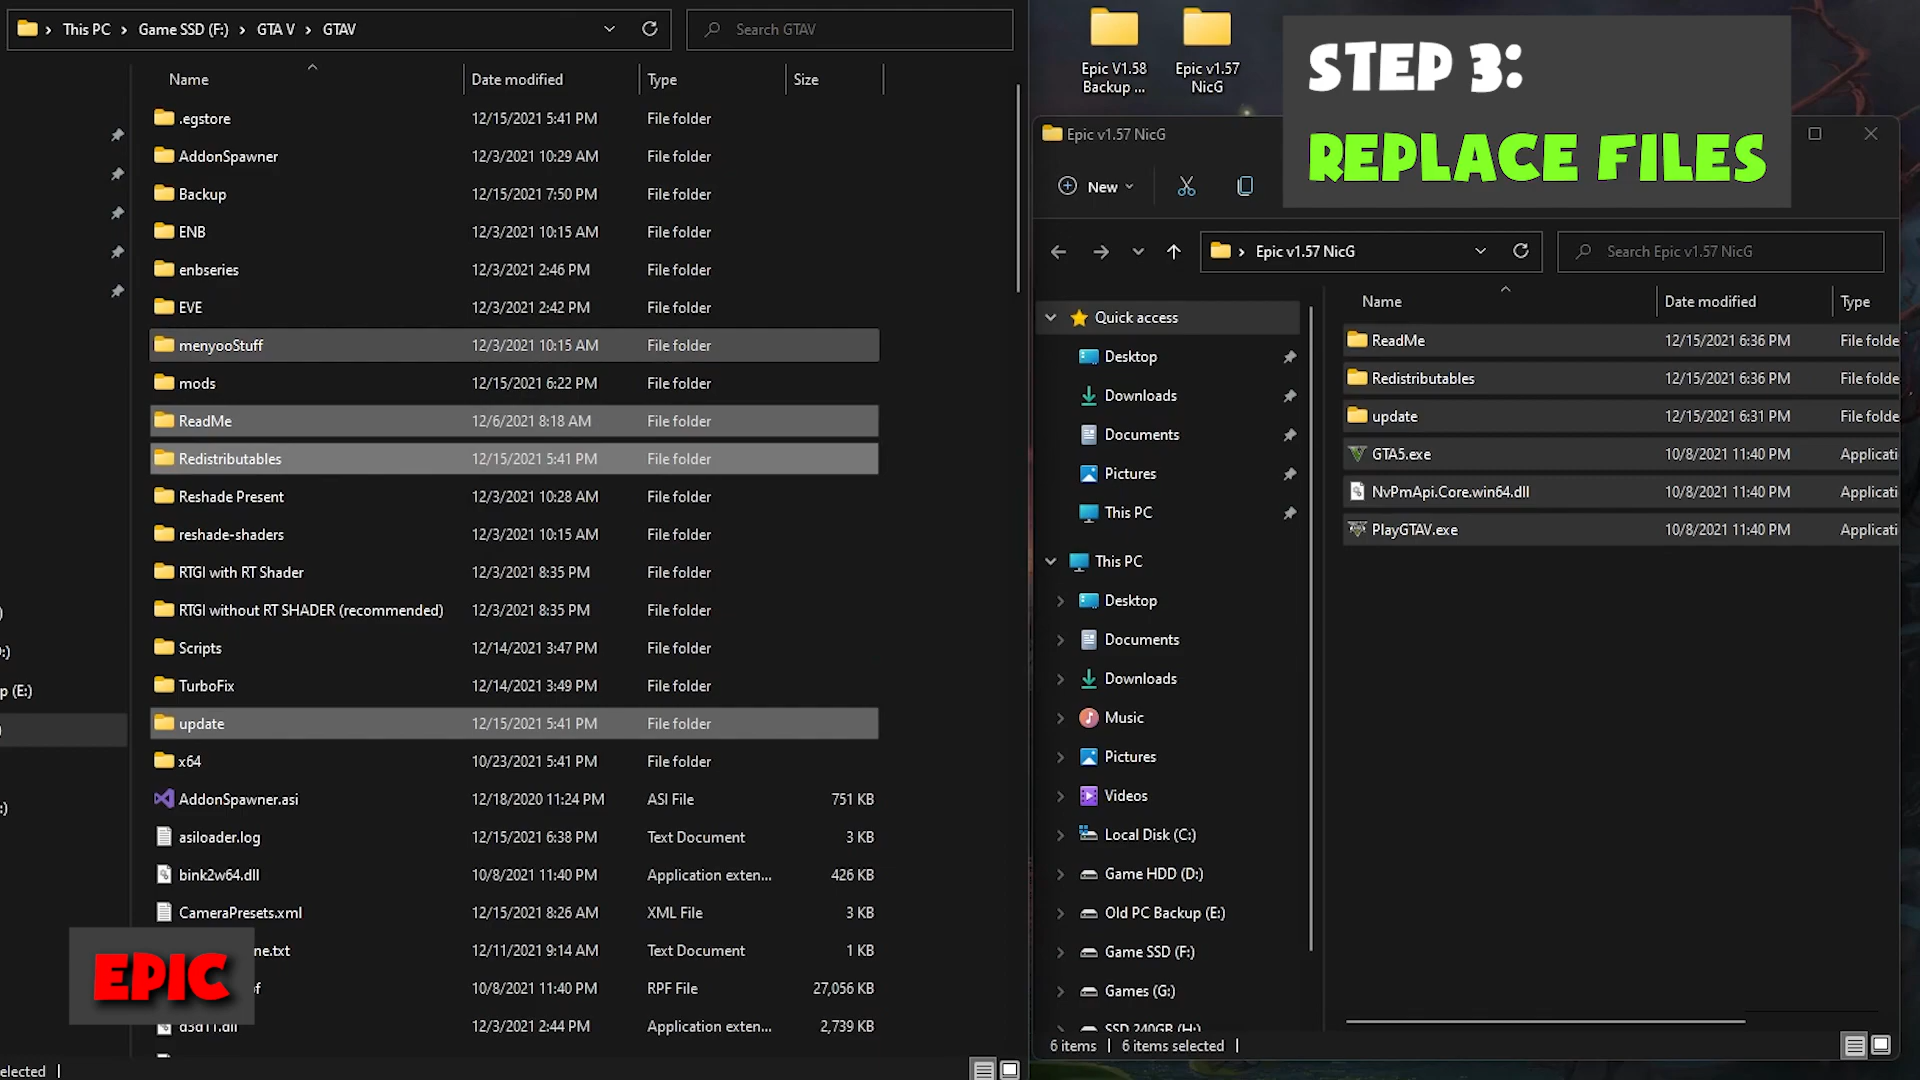 This PC > Game SSD (F:) > GTA V > GTAV
Search GTAV
Name Date modified Type Size
.egstore 12/15/2021 5:41 PM File folder
AddonSpawner 12/3/2021 10:29 AM File folder
Backup 12/15/2021 7:50 PM File folder
ENB 12/3/2021 10:15 AM File folder
enbseries 12/3/2021 2:46 PM File folder
EVE 12/3/2021 2:42 PM File folder
menyooStuff 12/3/2021 10:15 AM File folder
mods 12/15/2021 6:22 PM File folder
ReadMe 12/6/2021 8:18 AM File folder
Redistributables 12/15/2021 5:41 PM File folder
Reshade Present 12/3/2021 10:28 AM File folder
reshade-shaders 12/3/2021 10:15 AM File folder
RTGI with RT Shader 12/3/2021 8:35 PM File folder
RTGI without RT SHADER (recommended) 12/3/2021 8:35 PM File folder
Scripts 12/14/2021 3:47 PM File folder
TurboFix 12/14/2021 3:49 PM File folder
update 12/15/2021 5:41 PM File folder
x64 10/23/2021 5:41 PM File folder
AddonSpawner.asi 12/18/2020 11:24 PM ASI File 751 KB
asiloader.log 12/15/2021 6:38 PM Text Document 3 KB
bink2w64.dll 10/8/2021 11:40 PM Application exten... 426 KB
CameraPresets.xml 12/15/2021 8:26 AM XML File 3 KB
ne.txt 12/11/2021 9:14 AM Text Document 1 KB
10/8/2021 11:40 PM RPF File 27,056 KB
d3d11.dll 12/3/2021 2:44 PM Application exten... 2,739 KB
EPIC
:)
p (E:)
:)
elected
Epic V1.58
Backup ...
Epic v1.57
NicG
STEP 3:
REPLACE FILES
Epic v1.57 NicG
New
> Epic v1.57 NicG
Search Epic v1.57 NicG
Quick access
Desktop
Downloads
Documents
Pictures
This PC
This PC
Desktop
Documents
Downloads
Music
Pictures
Videos
Local Disk (C:)
Game HDD (D:)
Old PC Backup (E:)
Game SSD (F:)
Games (G:)
SSD 240GB (H:)
Name Date modified Type
ReadMe 12/15/2021 6:36 PM File folde
Redistributables 12/15/2021 6:36 PM File folde
update 12/15/2021 6:31 PM File folde
GTA5.exe 10/8/2021 11:40 PM Applicati
NvPmApi.Core.win64.dll 10/8/2021 11:40 PM Applicati
PlayGTAV.exe 10/8/2021 11:40 PM Applicati
6 items | 6 items selected |